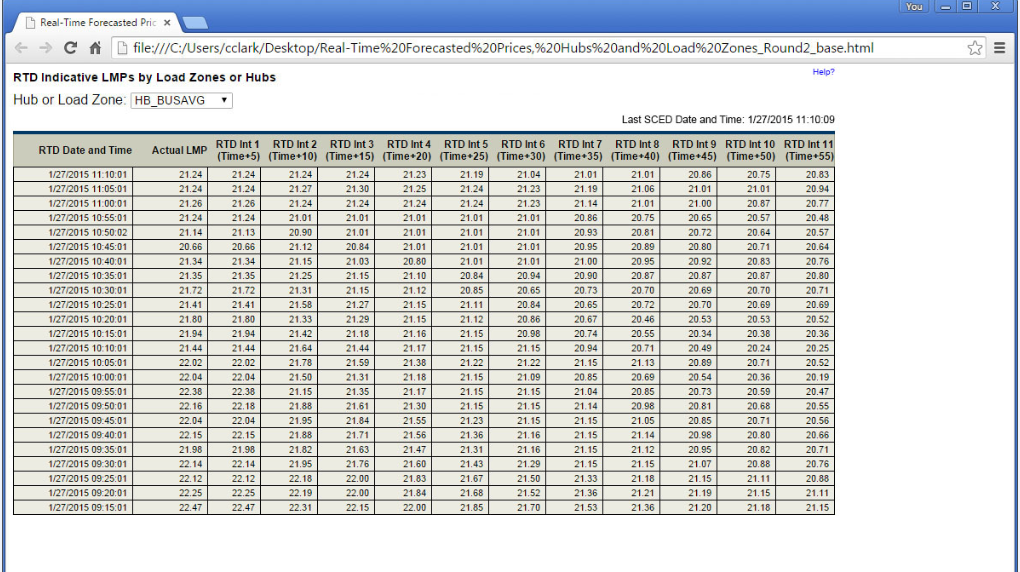 You
Real-Time Forecasted Pric ×
file:///C:/Users/cclark/Desktop/Real-Time%20Forecasted%20Prices,%20Hubs%20and%20Load%20Zones_Round2_base.html
RTD Indicative LMPs by Load Zones or Hubs
Help?
Hub or Load Zone: HB_BUSAVG
Last SCED Date and Time: 1/27/2015 11:10:09
RTD Date and Time Actual LMP RTD Int 1 (Time+5) RTD Int 2 (Time+10) RTD Int 3 (Time+15) RTD Int 4 (Time+20) RTD Int 5 (Time+25) RTD Int 6 (Time+30) RTD Int 7 (Time+35) RTD Int 8 (Time+40) RTD Int 9 (Time+45) RTD Int 10 (Time+50) RTD Int 11 (Time+55)
1/27/2015 11:10:01 21.24 21.24 21.24 21.24 21.23 21.19 21.04 21.01 21.01 20.86 20.75 20.83
1/27/2015 11:05:01 21.24 21.24 21.27 21.30 21.25 21.24 21.23 21.19 21.06 21.01 21.01 20.94
1/27/2015 11:00:01 21.26 21.26 21.24 21.24 21.24 21.24 21.23 21.14 21.01 21.00 20.87 20.77
1/27/2015 10:55:01 21.24 21.24 21.01 21.01 21.01 21.01 21.01 20.86 20.75 20.65 20.57 20.48
1/27/2015 10:50:02 21.14 21.13 20.90 21.01 21.01 21.01 21.01 20.93 20.81 20.72 20.64 20.57
1/27/2015 10:45:01 20.66 20.66 21.12 20.84 21.01 21.01 21.01 20.95 20.89 20.80 20.71 20.64
1/27/2015 10:40:01 21.34 21.34 21.15 21.03 20.80 21.01 21.01 21.00 20.95 20.92 20.83 20.76
1/27/2015 10:35:01 21.35 21.35 21.25 21.15 21.10 20.84 20.94 20.90 20.87 20.87 20.87 20.80
1/27/2015 10:30:01 21.72 21.72 21.31 21.15 21.12 20.85 20.65 20.73 20.70 20.69 20.70 20.71
1/27/2015 10:25:01 21.41 21.41 21.58 21.27 21.15 21.11 20.84 20.65 20.72 20.70 20.69 20.69
1/27/2015 10:20:01 21.80 21.80 21.33 21.29 21.15 21.12 20.86 20.67 20.46 20.53 20.53 20.52
1/27/2015 10:15:01 21.94 21.94 21.42 21.18 21.16 21.15 20.98 20.74 20.55 20.34 20.38 20.36
1/27/2015 10:10:01 21.44 21.44 21.64 21.44 21.17 21.15 21.15 20.94 20.71 20.49 20.24 20.25
1/27/2015 10:05:01 22.02 22.02 21.78 21.59 21.38 21.22 21.22 21.15 21.13 20.89 20.71 20.52
1/27/2015 10:00:01 22.04 22.04 21.50 21.31 21.18 21.15 21.09 20.85 20.69 20.54 20.36 20.19
1/27/2015 09:55:01 22.38 22.38 21.15 21.35 21.17 21.15 21.15 21.04 20.85 20.73 20.59 20.47
1/27/2015 09:50:01 22.16 22.18 21.88 21.61 21.30 21.15 21.15 21.14 20.98 20.81 20.68 20.55
1/27/2015 09:45:01 22.04 22.04 21.95 21.84 21.55 21.23 21.15 21.15 21.05 20.85 20.71 20.56
1/27/2015 09:40:01 22.15 22.15 21.88 21.71 21.56 21.36 21.16 21.15 21.14 20.98 20.80 20.66
1/27/2015 09:35:01 21.98 21.98 21.82 21.63 21.47 21.31 21.16 21.15 21.12 20.95 20.82 20.71
1/27/2015 09:30:01 22.14 22.14 21.95 21.76 21.60 21.43 21.29 21.15 21.15 21.07 20.88 20.76
1/27/2015 09:25:01 22.12 22.12 22.18 22.00 21.83 21.67 21.50 21.33 21.18 21.15 21.11 20.88
1/27/2015 09:20:01 22.25 22.25 22.19 22.00 21.84 21.68 21.52 21.36 21.21 21.19 21.15 21.11
1/27/2015 09:15:01 22.47 22.47 22.31 22.15 22.00 21.85 21.70 21.53 21.36 21.20 21.18 21.15